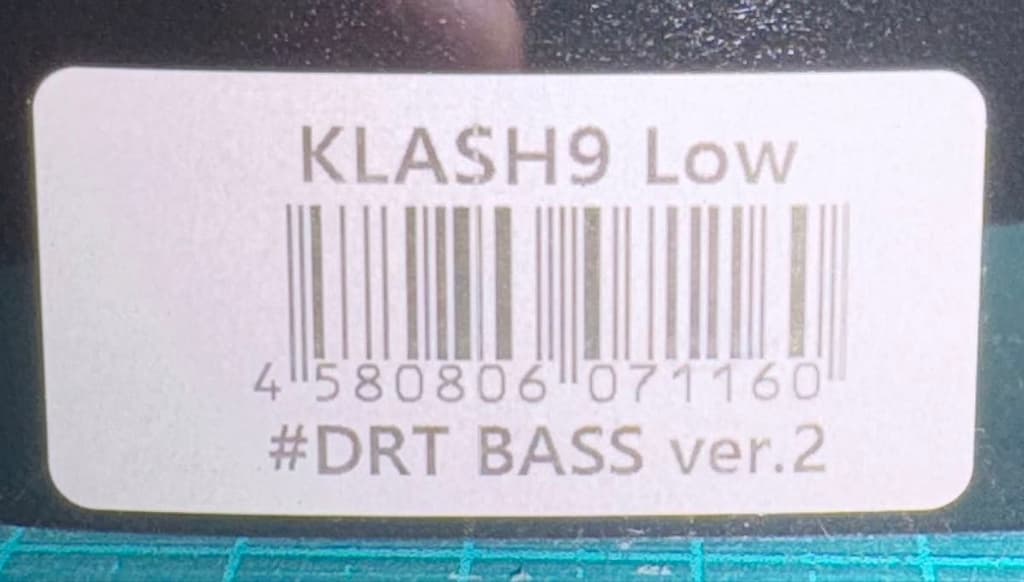 KLASH9 Low
4 580806 071160
#DRT BASS ver.2